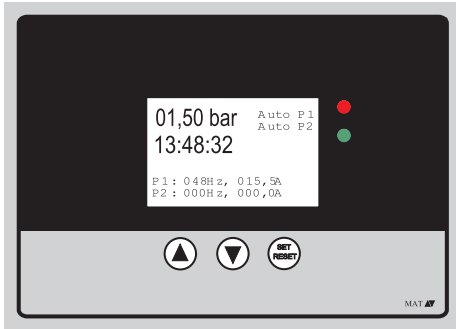 01,50 bar
Auto P1
Auto P2
13:48:32
P1: 048Hz, 015,5A
P2: 000Hz, 000,0A
SET
RESET
MAT